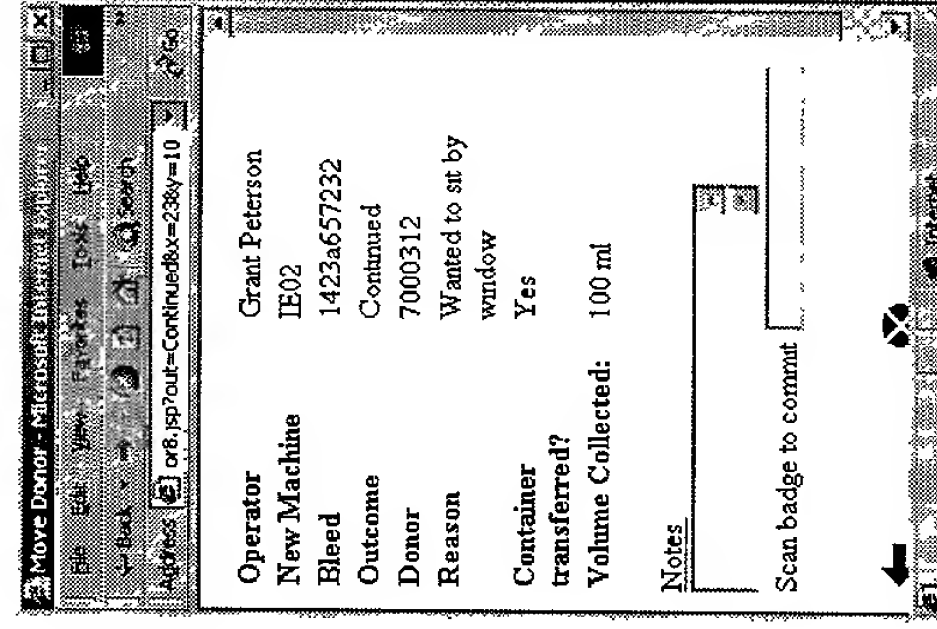 Move Donor - Microsoft Internet Explorer
File Edit View Favorites Tools Help
Back Search
Address or8.jsp?out=Continued&x=23&y=10 Go
Operator Grant Peterson
New Machine IE02
Bleed 1423a657232
Outcome Continued
Donor 7000312
Reason Wanted to sit by
window
Container Yes
transferred?
Volume Collected: 100 ml
Notes
Scan badge to commit
Internet